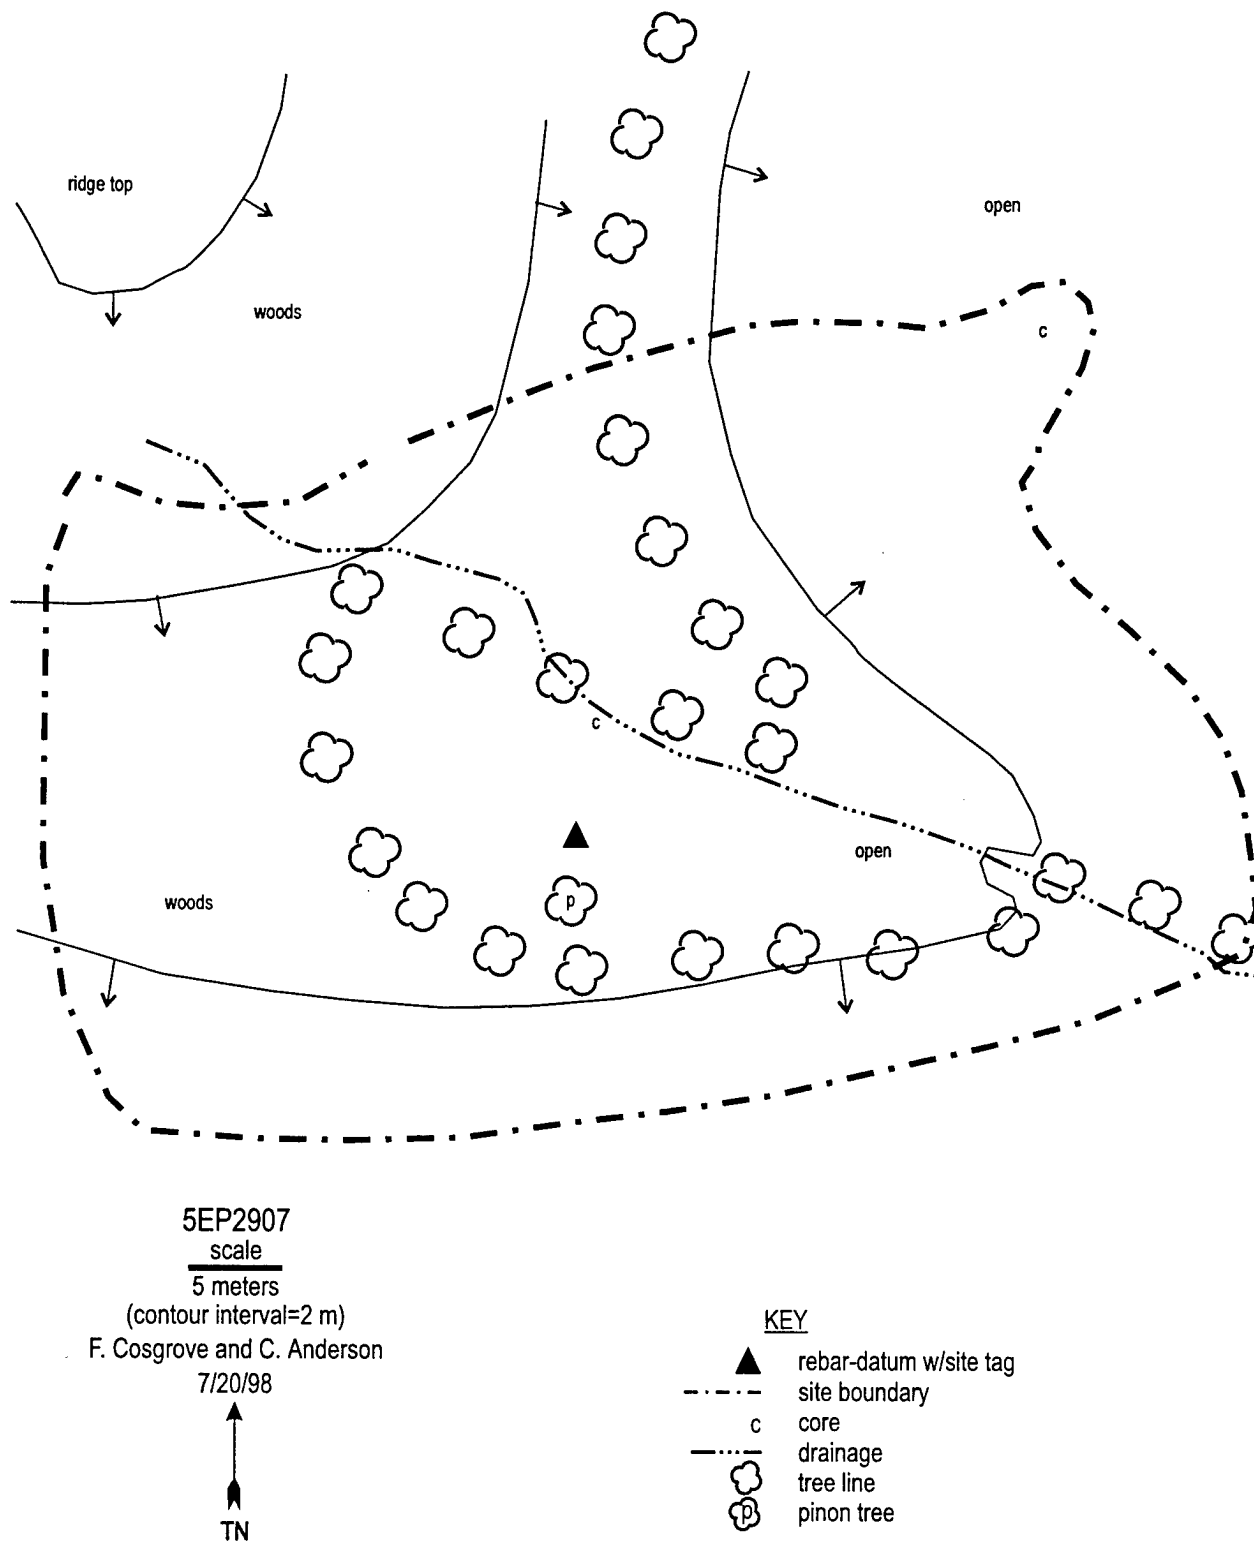 ridge top
open
woods
c
c
open
p
woods
5EP2907
scale
5 meters
(contour interval=2 m)
F. Cosgrove and C. Anderson
7/20/98
TN
KEY
rebar-datum w/site tag
site boundary
c core
drainage
tree line
p pinon tree